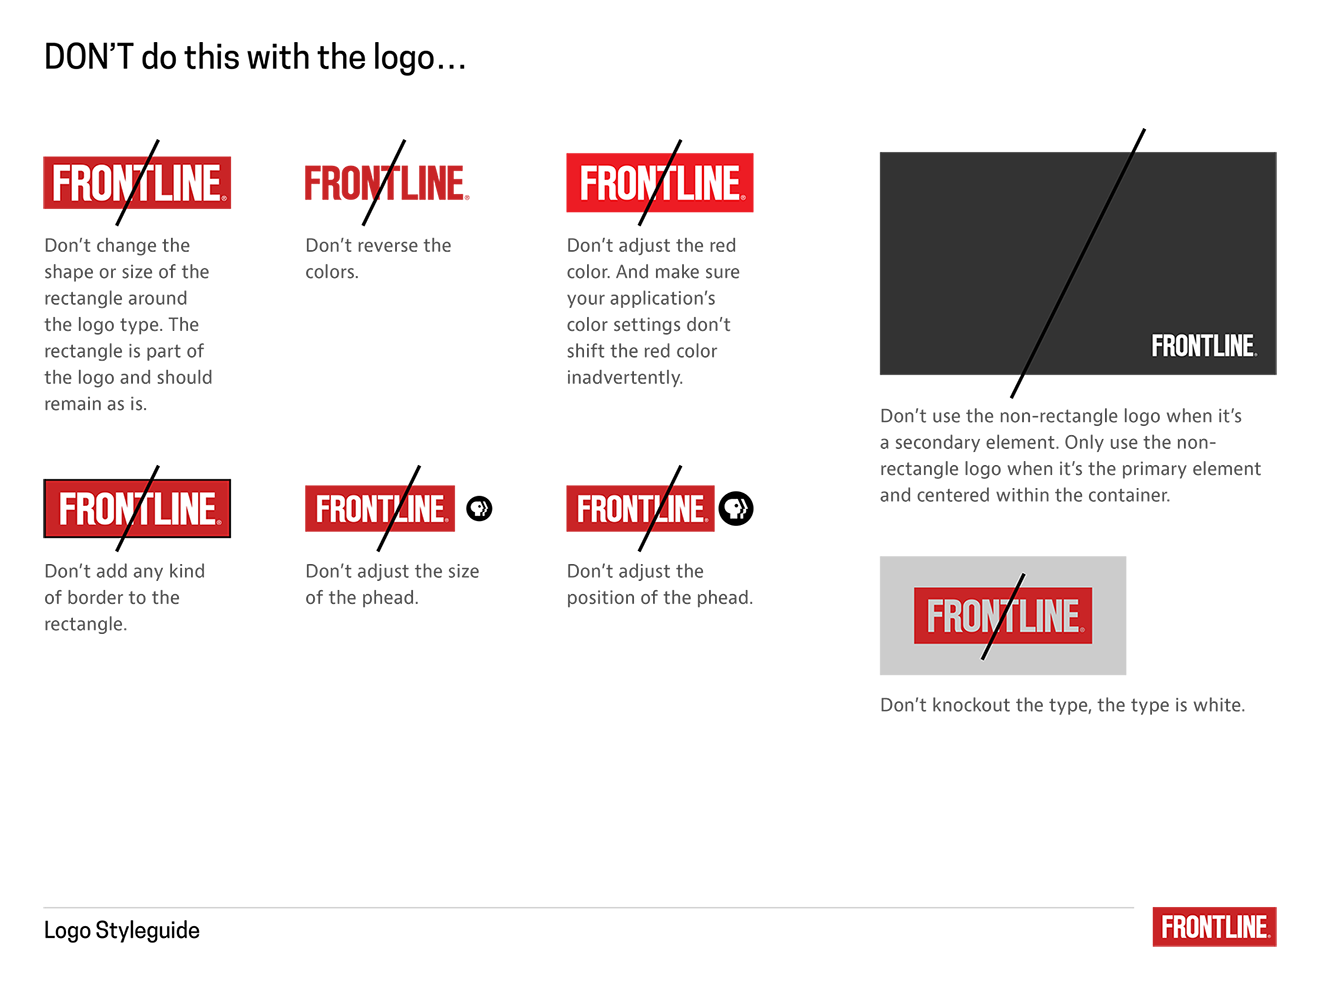 DON’T do this with the logo…
FRONTLINE®
Don’t change the
shape or size of the
rectangle around
the logo type. The
rectangle is part of
the logo and should
remain as is.
FRONTLINE®
Don’t reverse the
colors.
FRONTLINE®
Don’t adjust the red
color. And make sure
your application’s
color settings don’t
shift the red color
inadvertently.
FRONTLINE®
Don’t add any kind
of border to the
rectangle.
FRONTLINE®
Don’t adjust the size
of the phead.
FRONTLINE®
Don’t adjust the
position of the phead.
FRONTLINE®
Don’t use the non-rectangle logo when it’s
a secondary element. Only use the non-
rectangle logo when it’s the primary element
and centered within the container.
FRONTLINE®
Don’t knockout the type, the type is white.
Logo Styleguide
FRONTLINE®